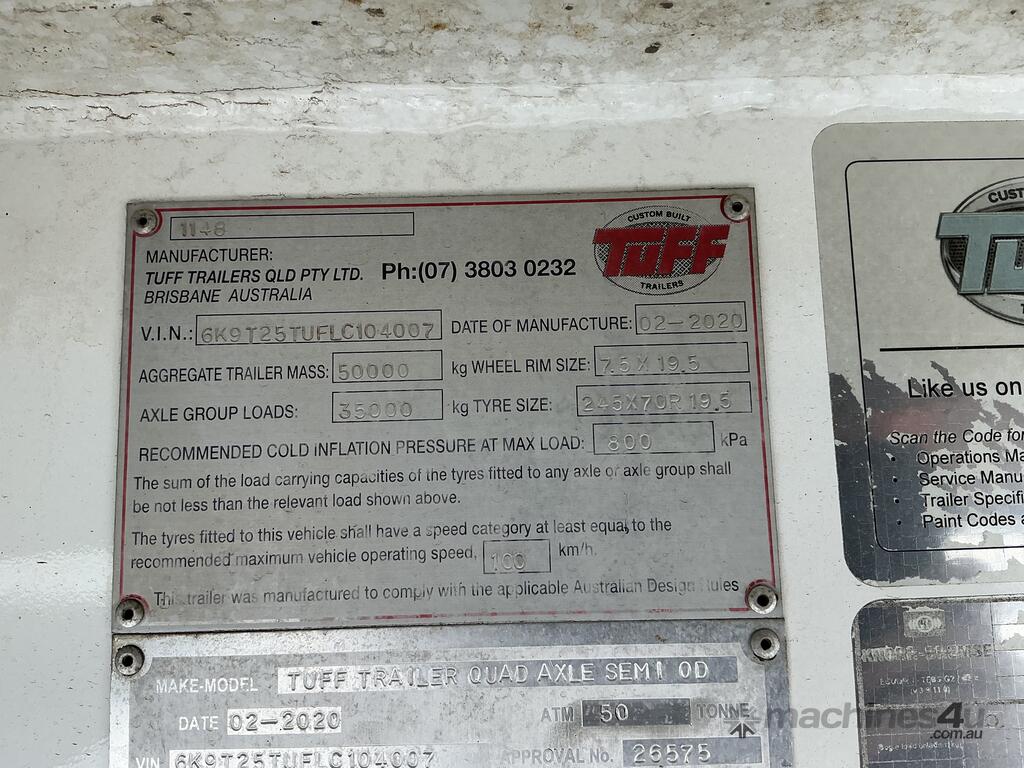 1148
MANUFACTURER:
TUFF TRAILERS QLD PTY LTD. Ph:(07) 3803 0232
BRISBANE AUSTRALIA
CUSTOM BUILT
TUFF
TRAILERS
V.I.N.: 6K9T25TUFLC104007 DATE OF MANUFACTURE: 02-2020
AGGREGATE TRAILER MASS: 50000 kg WHEEL RIM SIZE: 7.5X19.5
AXLE GROUP LOADS: 35000 kg TYRE SIZE: 245X70R19.5
RECOMMENDED COLD INFLATION PRESSURE AT MAX LOAD: 800 kPa
The sum of the load carrying capacities of the tyres fitted to any axle or axle group shall
be not less than the relevant load shown above.
The tyres fitted to this vehicle shall have a speed category at least equal to the
recommended maximum vehicle operating speed, 100 km/h.
This trailer was manufactured to comply with the applicable Australian Design Rules
MAKE-MODEL TUFF TRAILER QUAD AXLE SEMI OD
DATE 02-2020 ATM 50 TONNE
VIN 6K9T25TUFLC104007 APPROVAL No. 26575
CUST
TU
Like us on
Scan the Code for
• Operations Ma
• Service Manu
• Trailer Specifi
• Paint Codes a
machines4u
.com.au